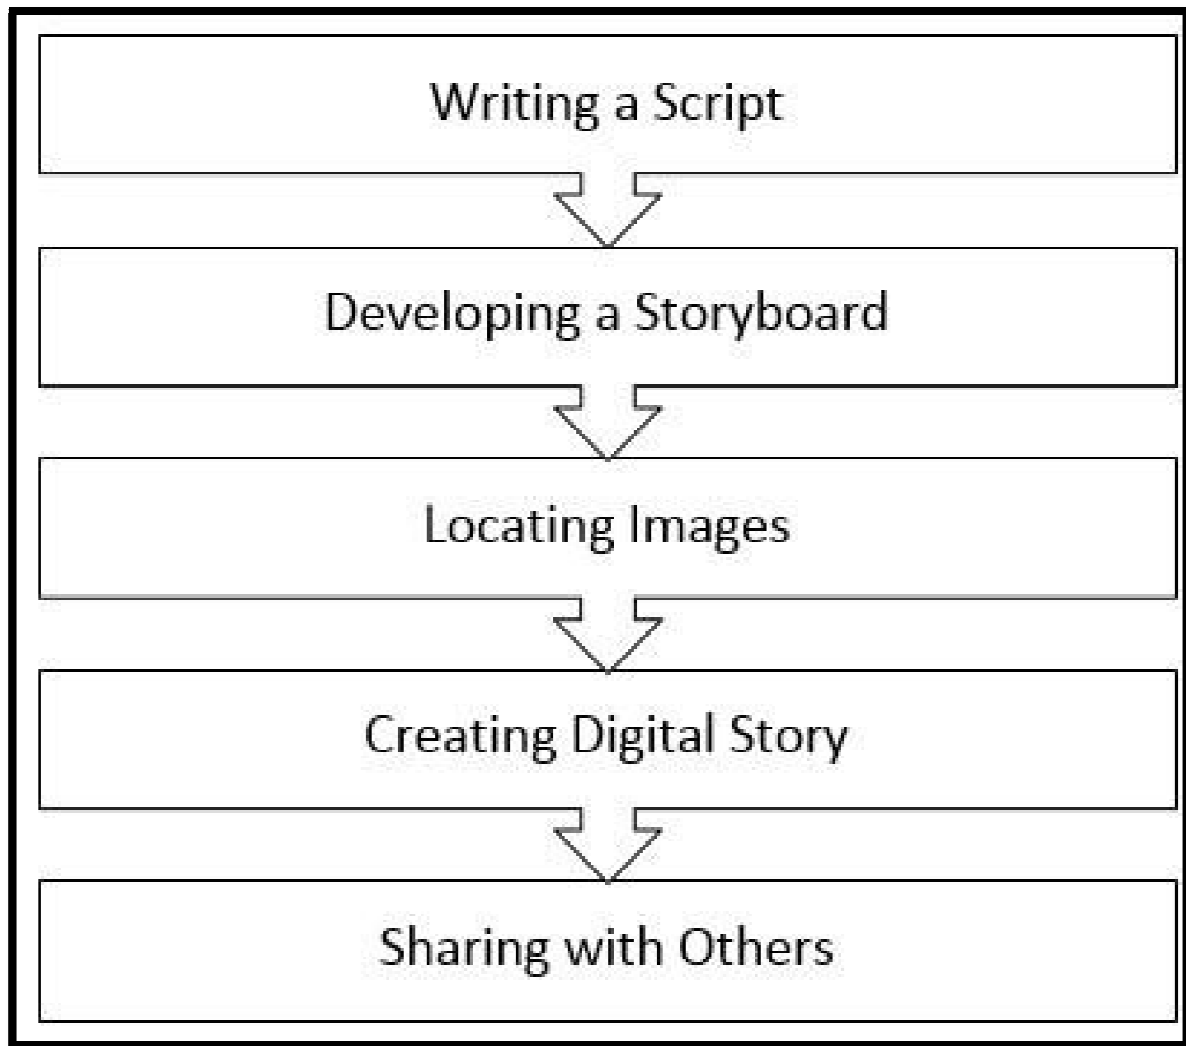 Writing a Script
Developing a Storyboard
Locating Images
Creating Digital Story
Sharing with Others